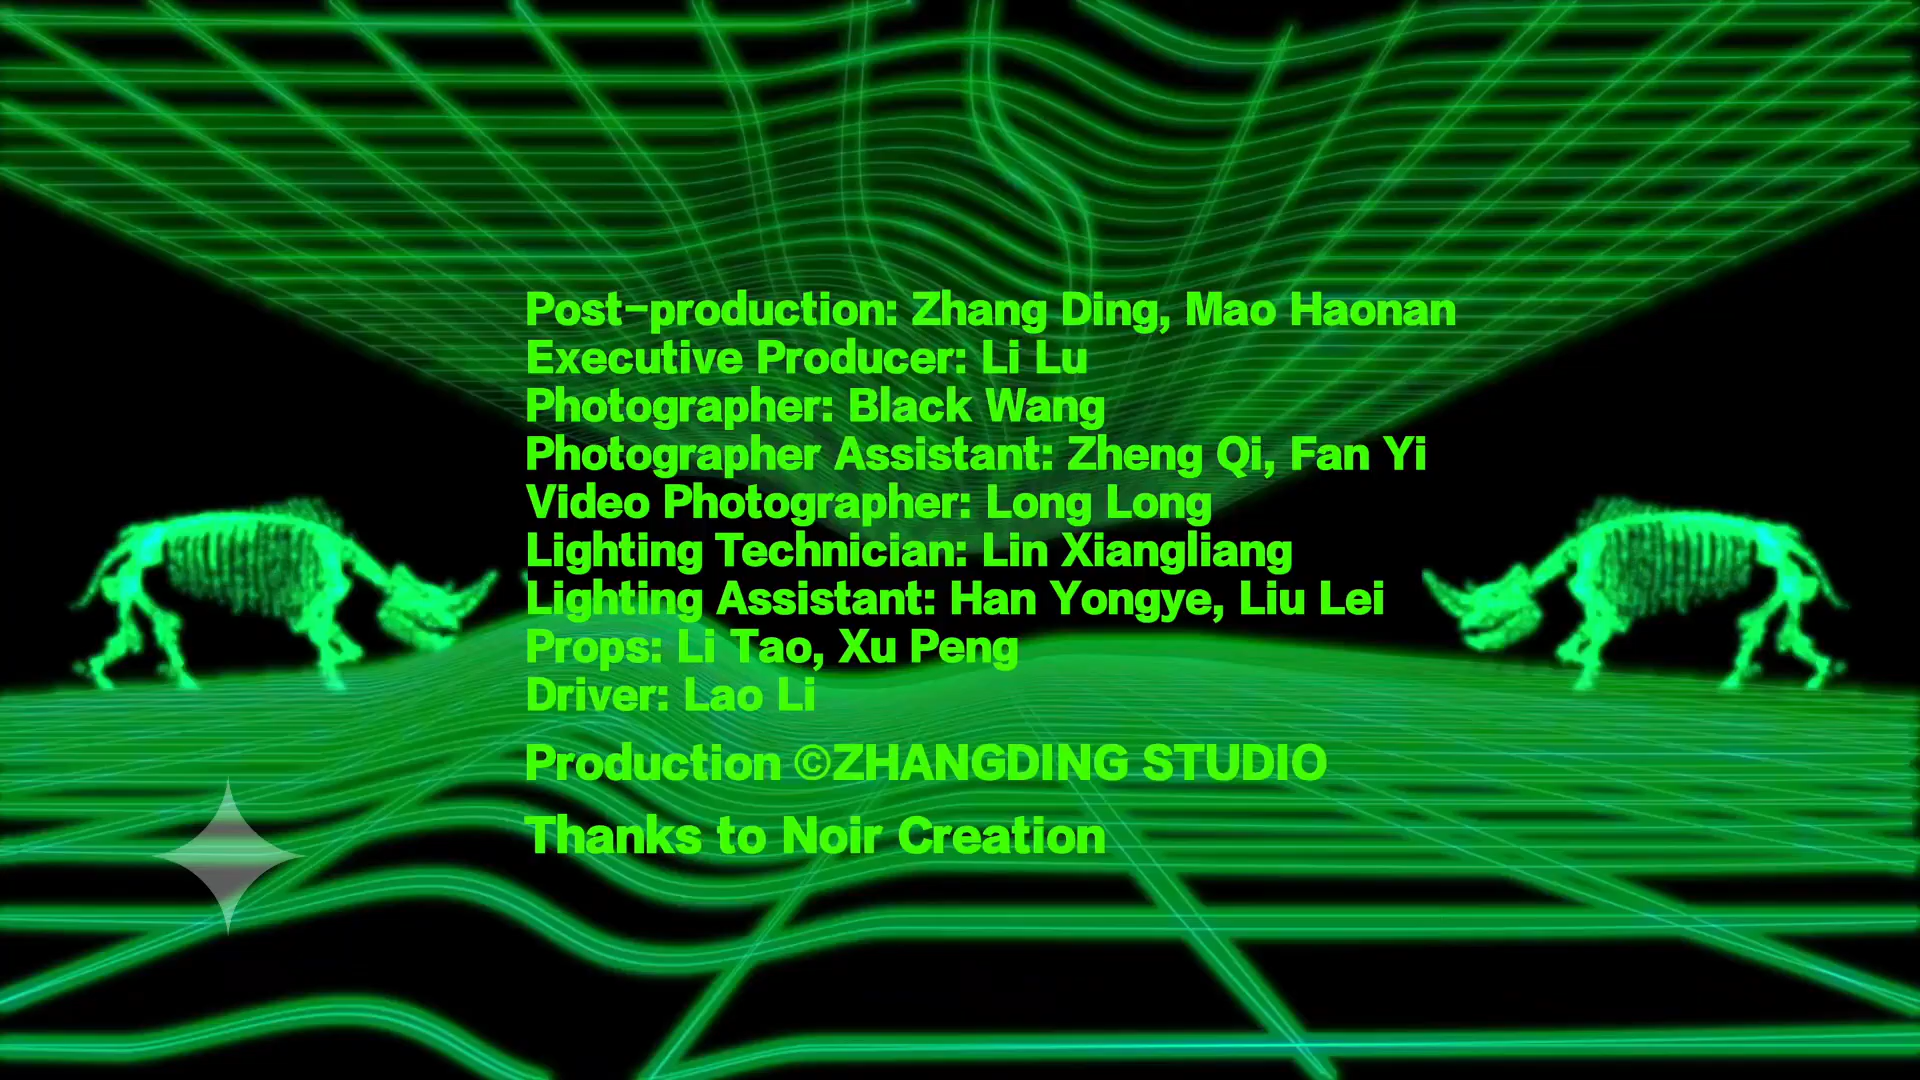 Post-production: Zhang Ding, Mao Haonan
Executive Producer: Li Lu
Photographer: Black Wang
Photographer Assistant: Zheng Qi, Fan Yi
Video Photographer: Long Long
Lighting Technician: Lin Xiangliang
Lighting Assistant: Han Yongye, Liu Lei
Props: Li Tao, Xu Peng
Driver: Lao Li
Production ©ZHANGDING STUDIO
Thanks to Noir Creation